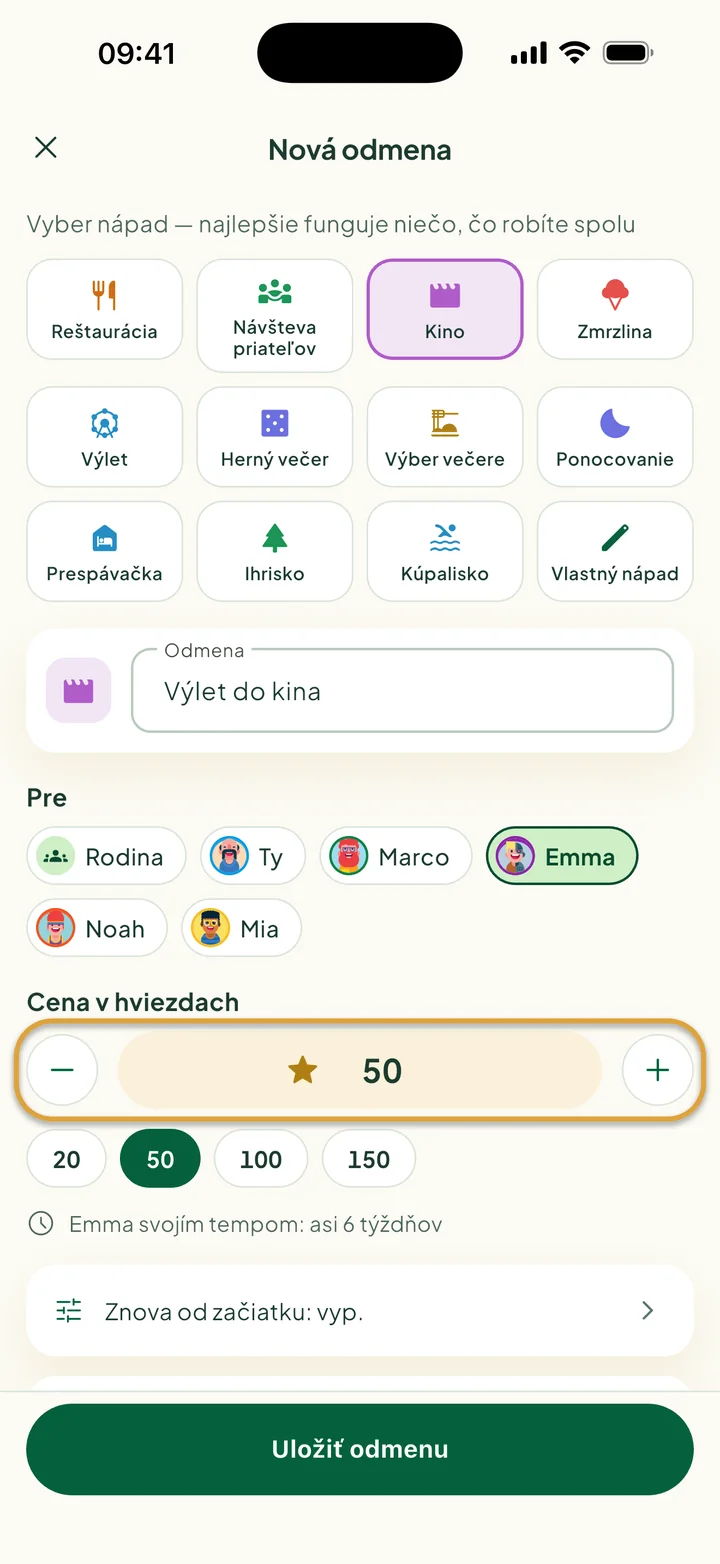 09:41
Nová odmena
Vyber nápad — najlepšie funguje niečo, čo robíte spolu
Reštaurácia
Návšteva
priateľov
Kino
Zmrzlina
Výlet
Herný večer
Výber večere
Ponocovanie
Prespávačka
Ihrisko
Kúpalisko
Vlastný nápad
Odmena
Výlet do kina
Pre
Rodina
Ty
Marco
Emma
Noah
Mia
Cena v hviezdach
50
20
50
100
150
Emma svojím tempom: asi 6 týždňov
Znova od začiatku: vyp.
Uložiť odmenu